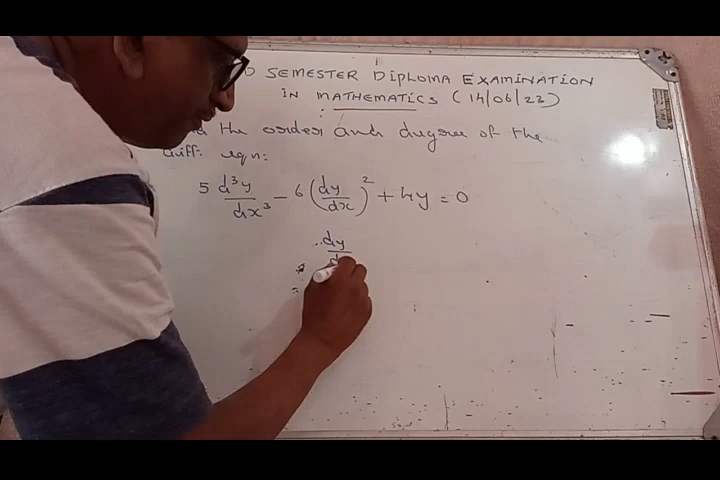 SEMESTER DIPLOMA EXAMINATION
IN MATHEMATICS (14/06/23)
the order and degree of the
diff: eqn:
5 d³y/dx³ - 6 (dy/dx)² + 4y = 0
dy